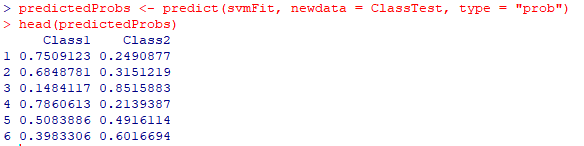 > predictedProbs <- predict(svmFit, newdata = ClassTest, type = "prob")
> head(predictedProbs)
     Class1    Class2
1 0.7509123 0.2490877
2 0.6848781 0.3151219
3 0.1484117 0.8515883
4 0.7860613 0.2139387
5 0.5083886 0.4916114
6 0.3983306 0.6016694